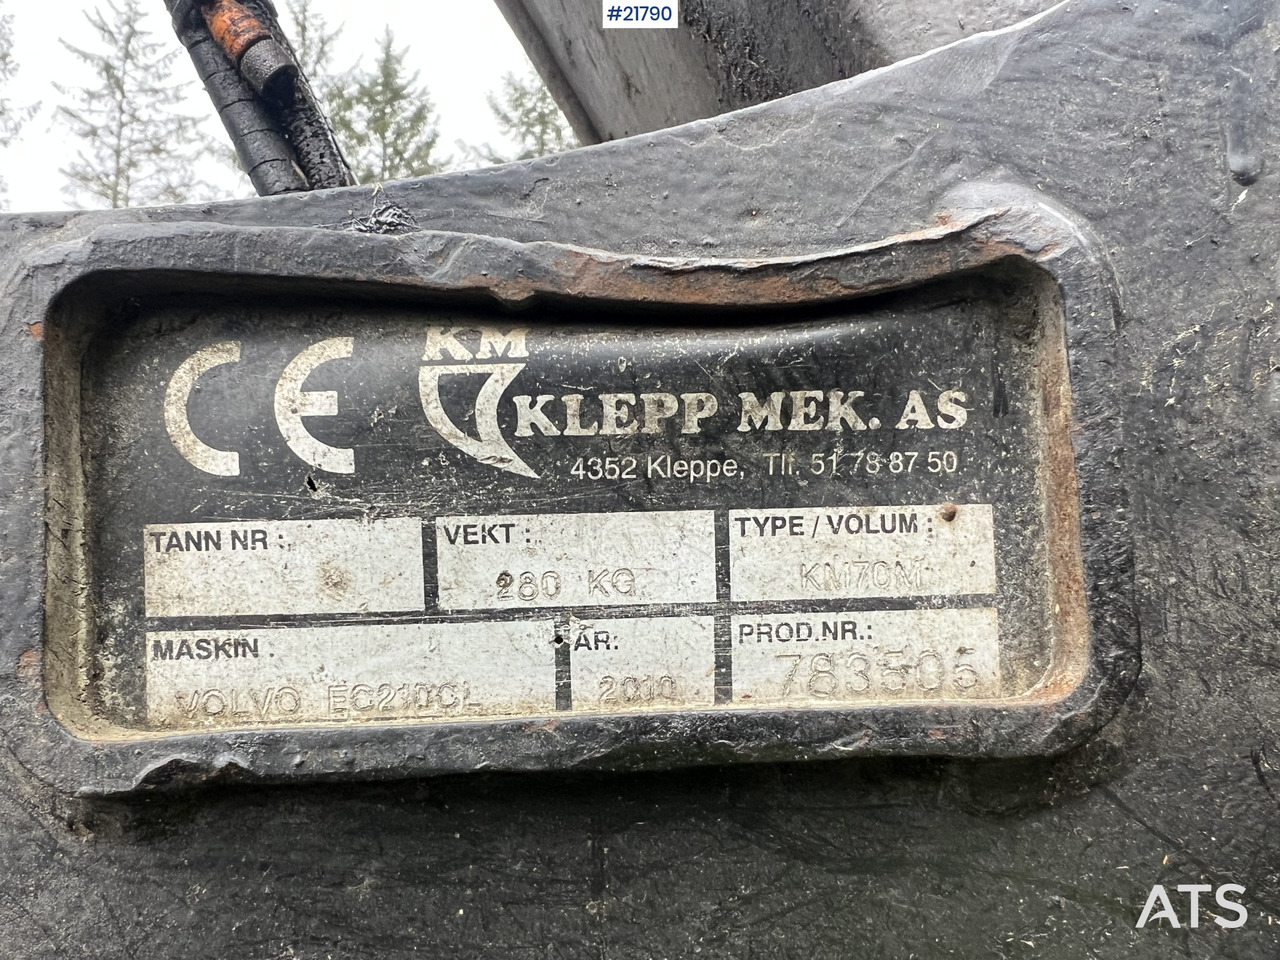 #21790
CE
KM
KLEPP MEK. AS
4352 Kleppe, Tlf. 51 78 87 50
TANN NR :
VEKT :
280 KG
TYPE / VOLUM :
KM70M
MASKIN :
VOLVO EC210CL
ÅR:
2010
PROD.NR.:
783505
ATS